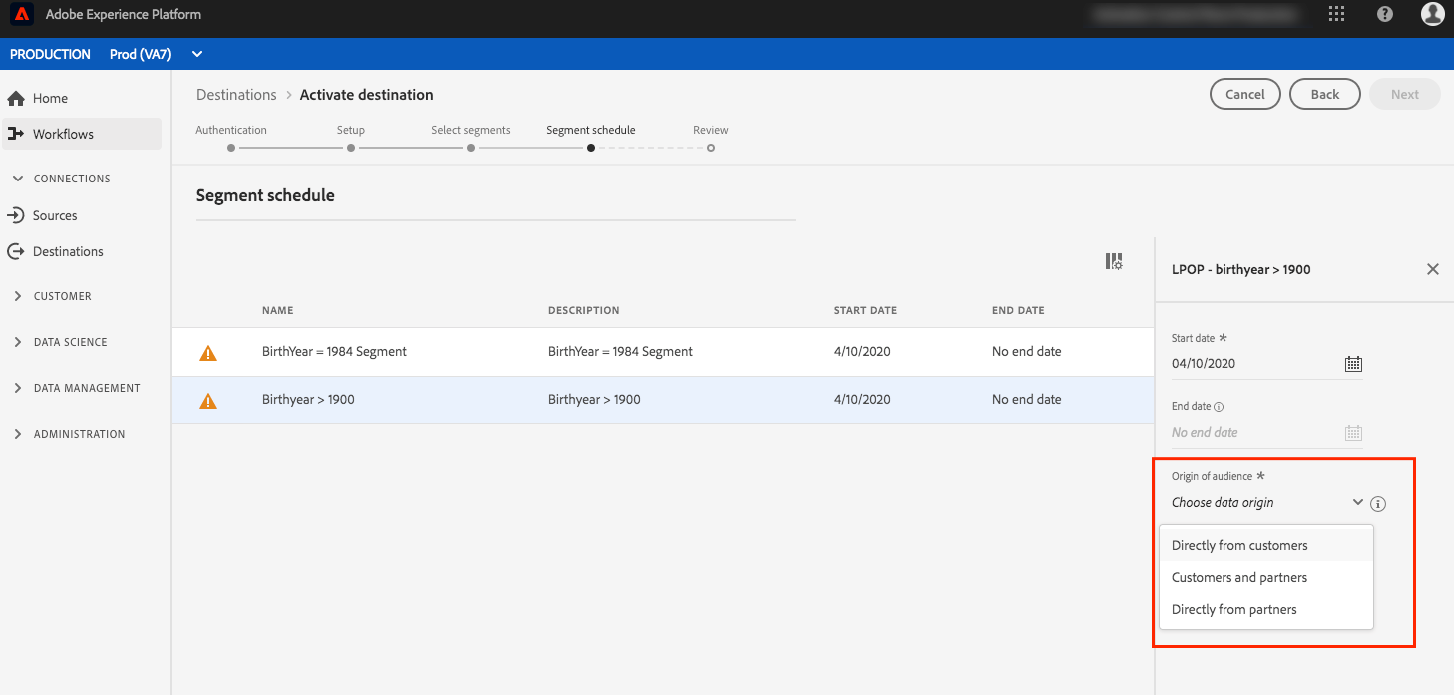 Adobe Experience Platform
PRODUCTION Prod (VA7)
Home
Workflows
CONNECTIONS
Sources
Destinations
CUSTOMER
DATA SCIENCE
DATA MANAGEMENT
ADMINISTRATION
Destinations > Activate destination
Cancel Back Next
Authentication Setup Select segments Segment schedule Review
Segment schedule
NAME DESCRIPTION START DATE END DATE
BirthYear = 1984 Segment BirthYear = 1984 Segment 4/10/2020 No end date
Birthyear > 1900 Birthyear > 1900 4/10/2020 No end date
LPOP - birthyear > 1900
Start date *
04/10/2020
End date
No end date
Origin of audience *
Choose data origin
Directly from customers
Customers and partners
Directly from partners